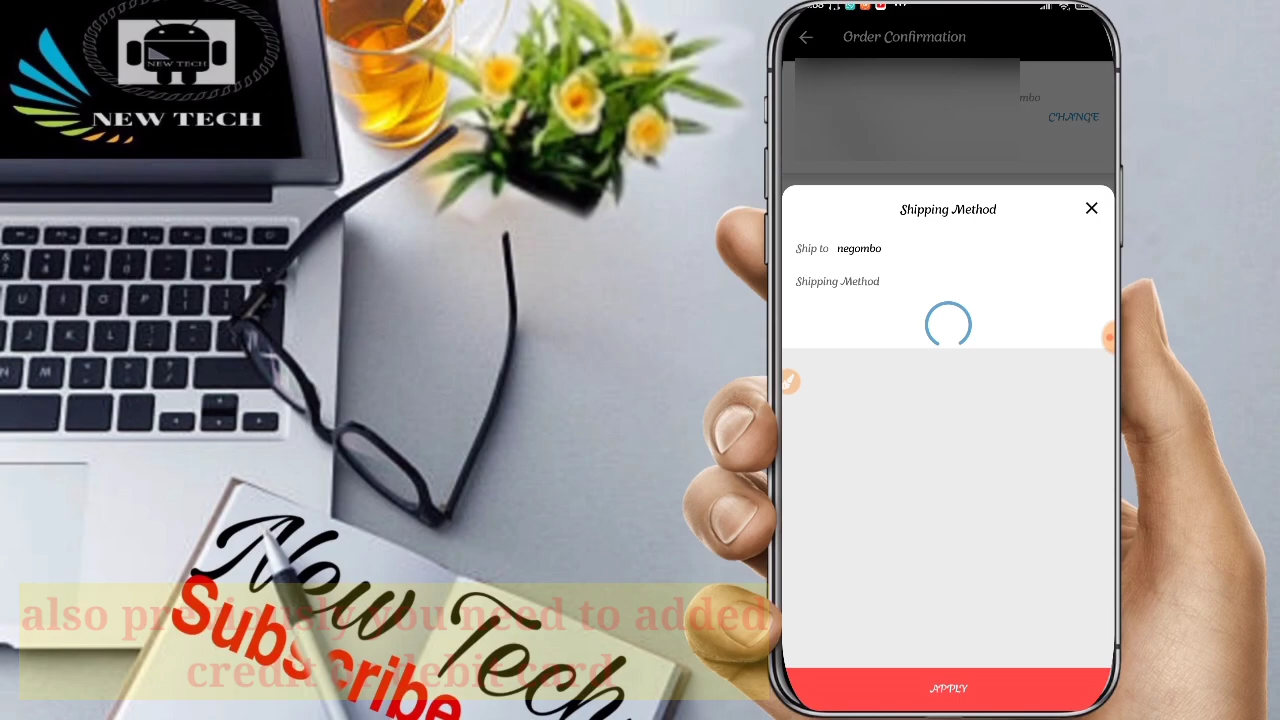 NEW TECH
NEW TECH
Order Confirmation
mbo
CHANGE
Shipping Method
Ship to negombo
Shipping Method
APPLY
New Tech
Subscribe
also previously you need to added
credit or debit card